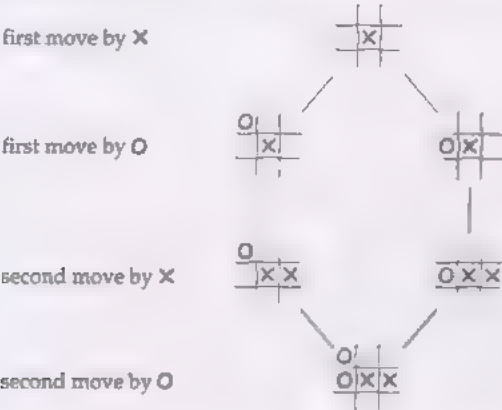 first move by X
X
first move by O
O
X
O X
second move by X
O
X X
O X X
second move by O
O
O X X